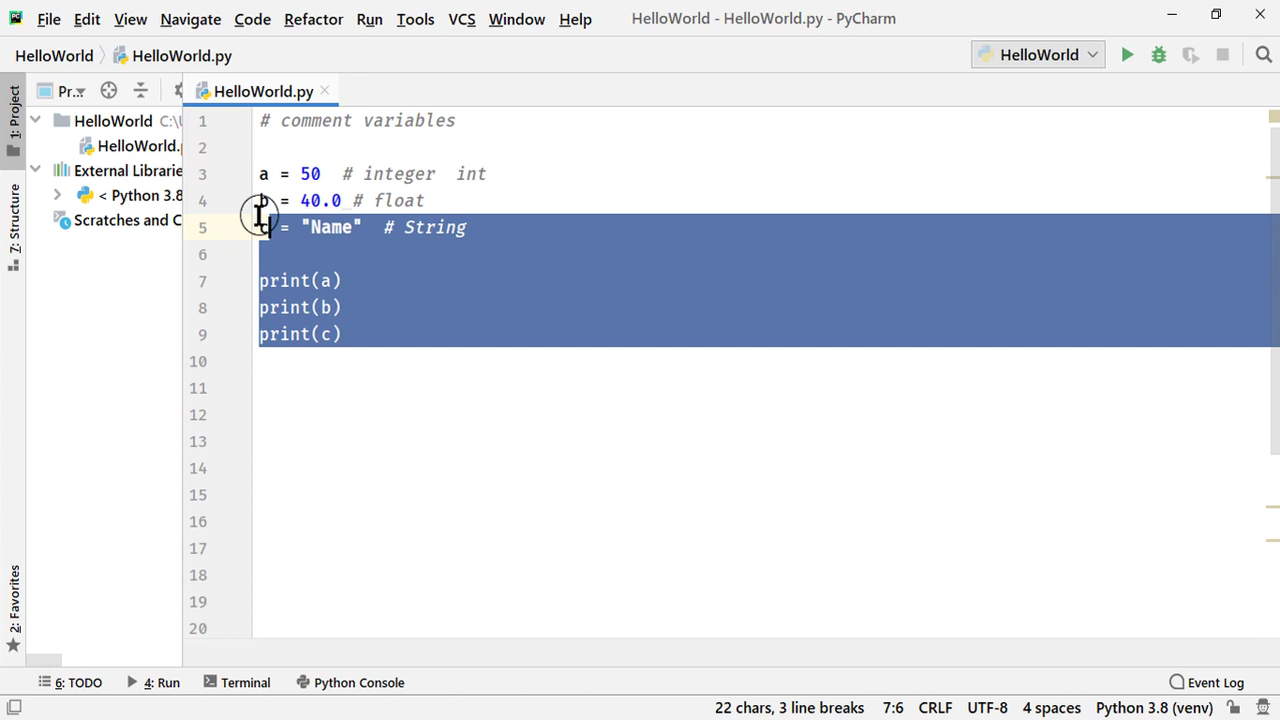 PC File Edit View Navigate Code Refactor Run Tools VCS Window Help HelloWorld - HelloWorld.py - PyCharm
HelloWorld HelloWorld.py HelloWorld
1: Project
Pr... HelloWorld.py
HelloWorld C:\U
HelloWorld.
External Librarie
< Python 3.8
Scratches and C
7: Structure
2: Favorites
1 # comment variables
2
3 a = 50 # integer int
4 b = 40.0 # float
5 c = "Name" # String
6
7 print(a)
8 print(b)
9 print(c)
10
11
12
13
14
15
16
17
18
19
20
6: TODO 4: Run Terminal Python Console Event Log
22 chars, 3 line breaks 7:6 CRLF UTF-8 4 spaces Python 3.8 (venv)